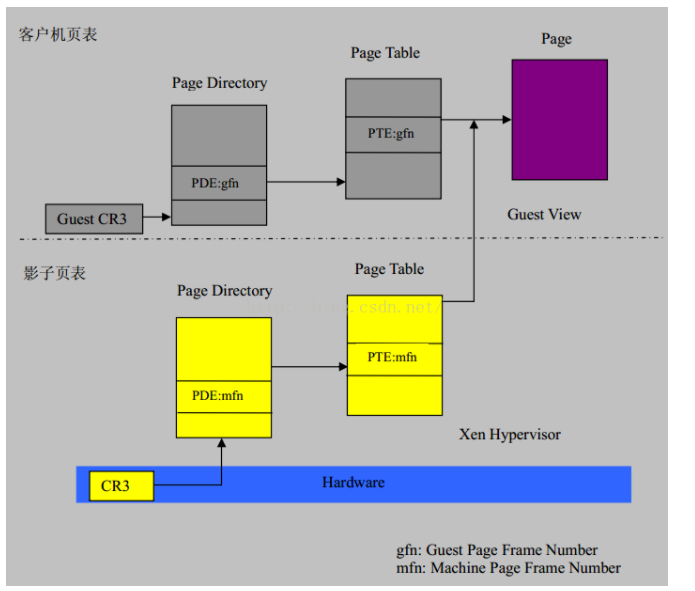 客户机页表
Page
Page Table
Page Directory
PTE:gfn
PDE:gfn
Guest CR3
Guest View
影子页表
Page Table
Page Directory
.csdn.net/
PTE:mfn
PDE:mfn
Xen Hypervisor
CR3
Hardware
gfn: Guest Page Frame Number
mfn: Machine Page Frame Number